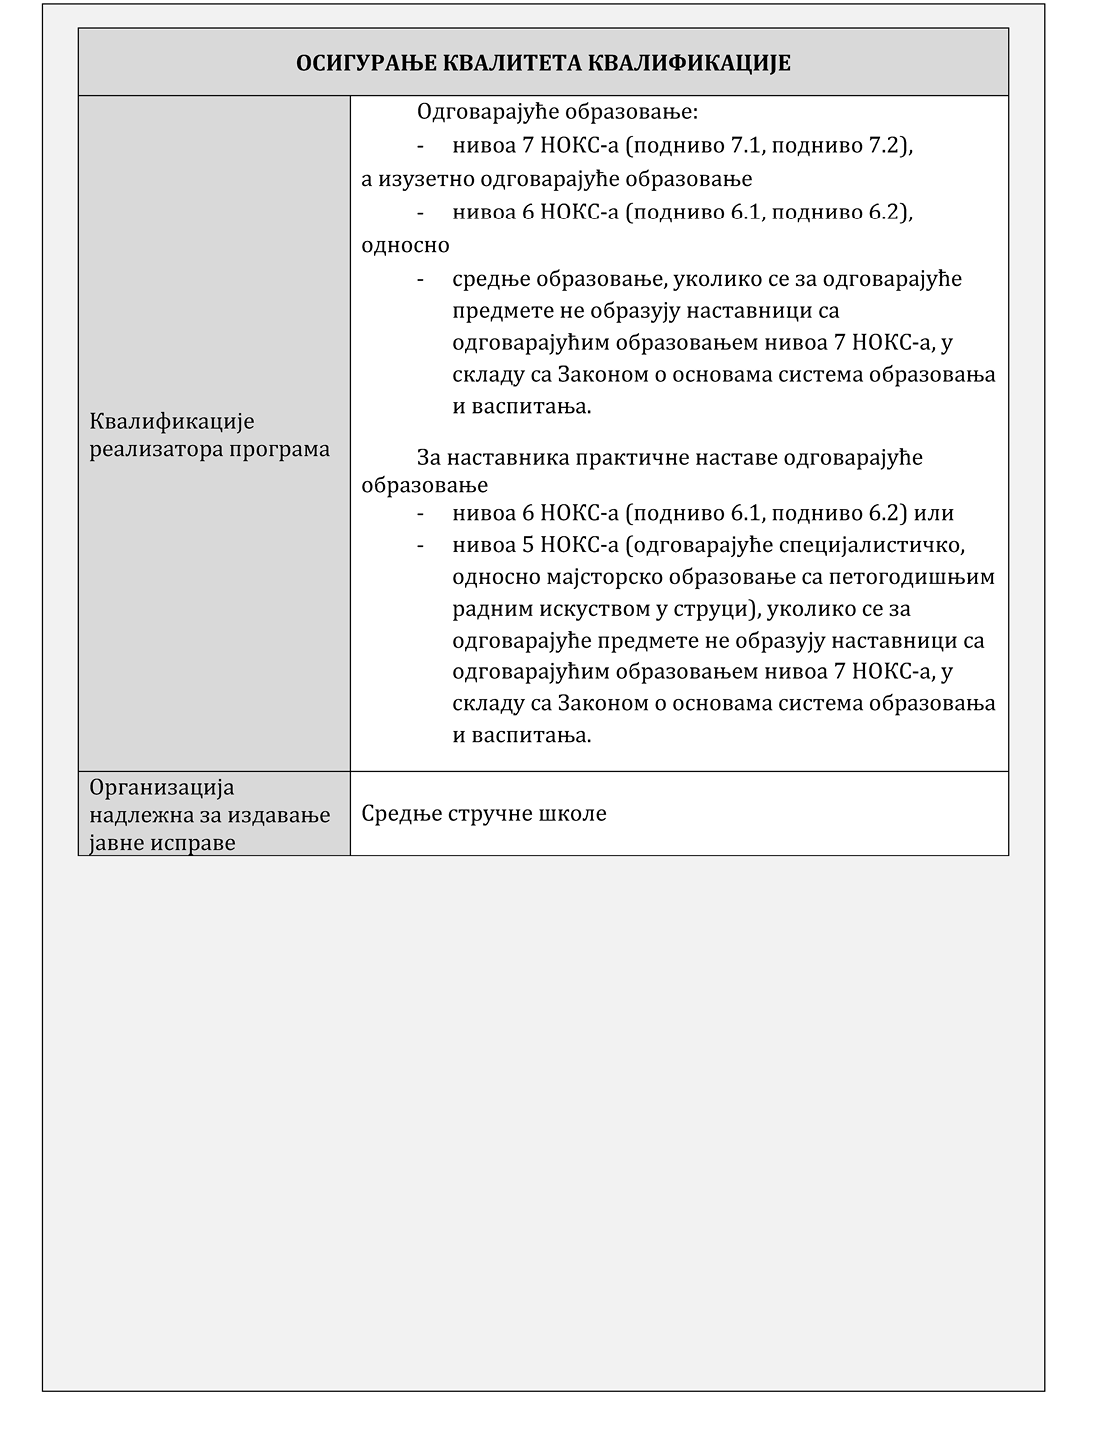 ОСИГУРАЊЕ КВАЛИТЕТА КВАЛИФИКАЦИЈЕ
Квалификације
реализатора програма
Одговарајуће образовање:
- нивоа 7 НОКС-а (подниво 7.1, подниво 7.2),
а изузетно одговарајуће образовање
- нивоа 6 НОКС-а (подниво 6.1, подниво 6.2),
односно
- средње образовање, уколико се за одговарајуће
предмете не образују наставници са
одговарајућим образовањем нивоа 7 НОКС-а, у
складу са Законом о основама система образовања
и васпитања.
За наставника практичне наставе одговарајуће
образовање
- нивоа 6 НОКС-а (подниво 6.1, подниво 6.2) или
- нивоа 5 НОКС-а (одговарајуће специјалистичко,
односно мајсторско образовање са петогодишњим
радним искуством у струци), уколико се за
одговарајуће предмете не образују наставници са
одговарајућим образовањем нивоа 7 НОКС-а, у
складу са Законом о основама система образовања
и васпитања.
Организација
надлежна за издавање
јавне исправе
Средње стручне школе